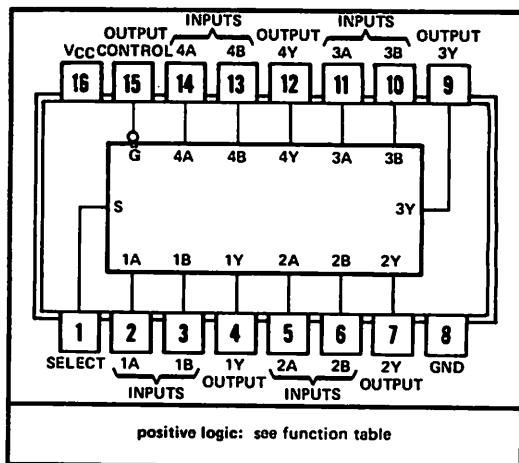 INPUTS INPUTS
OUTPUT OUTPUT OUTPUT
VCC CONTROL 4A 4B 4Y 3A 3B 3Y
16 15 14 13 12 11 10 9
G 4A 4B 4Y 3A 3B
S 3Y
1A 1B 1Y 2A 2B 2Y
1 2 3 4 5 6 7 8
SELECT 1A 1B 1Y 2A 2B 2Y GND
OUTPUT OUTPUT
INPUTS INPUTS
positive logic: see function table